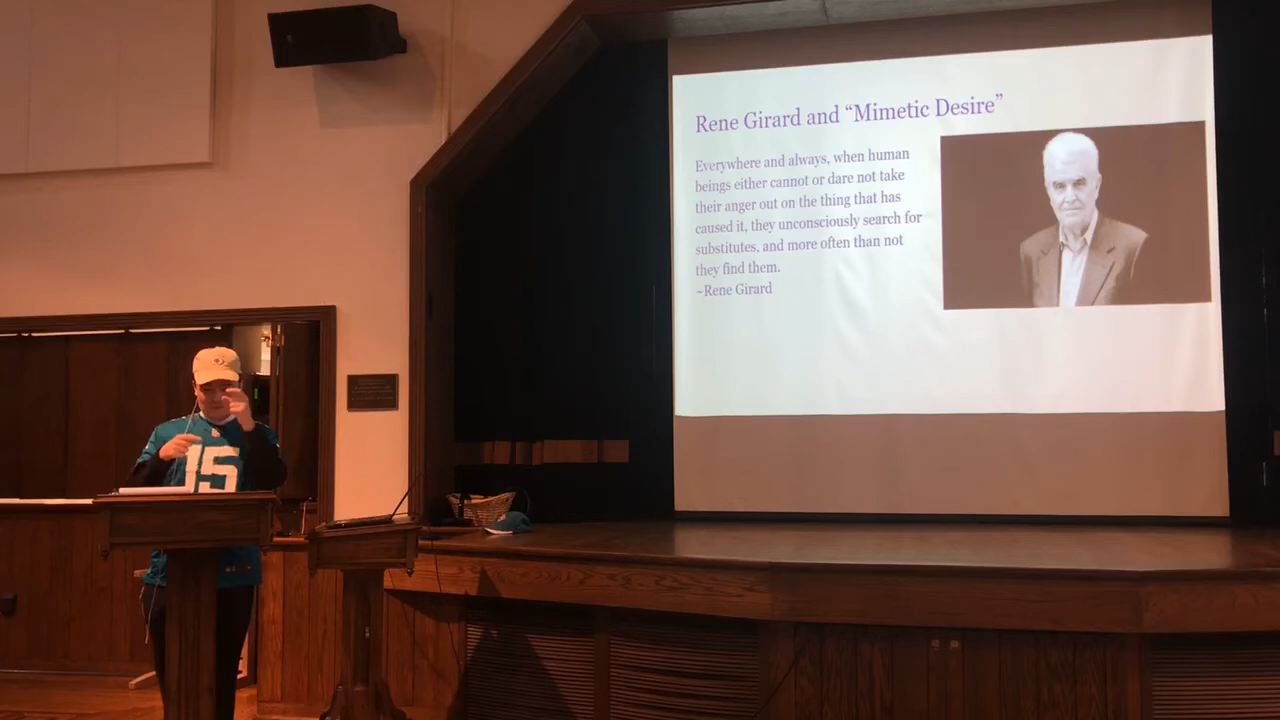 Rene Girard and “Mimetic Desire”
Everywhere and always, when human
beings either cannot or dare not take
their anger out on the thing that has
caused it, they unconsciously search for
substitutes, and more often than not
they find them.
~Rene Girard
15